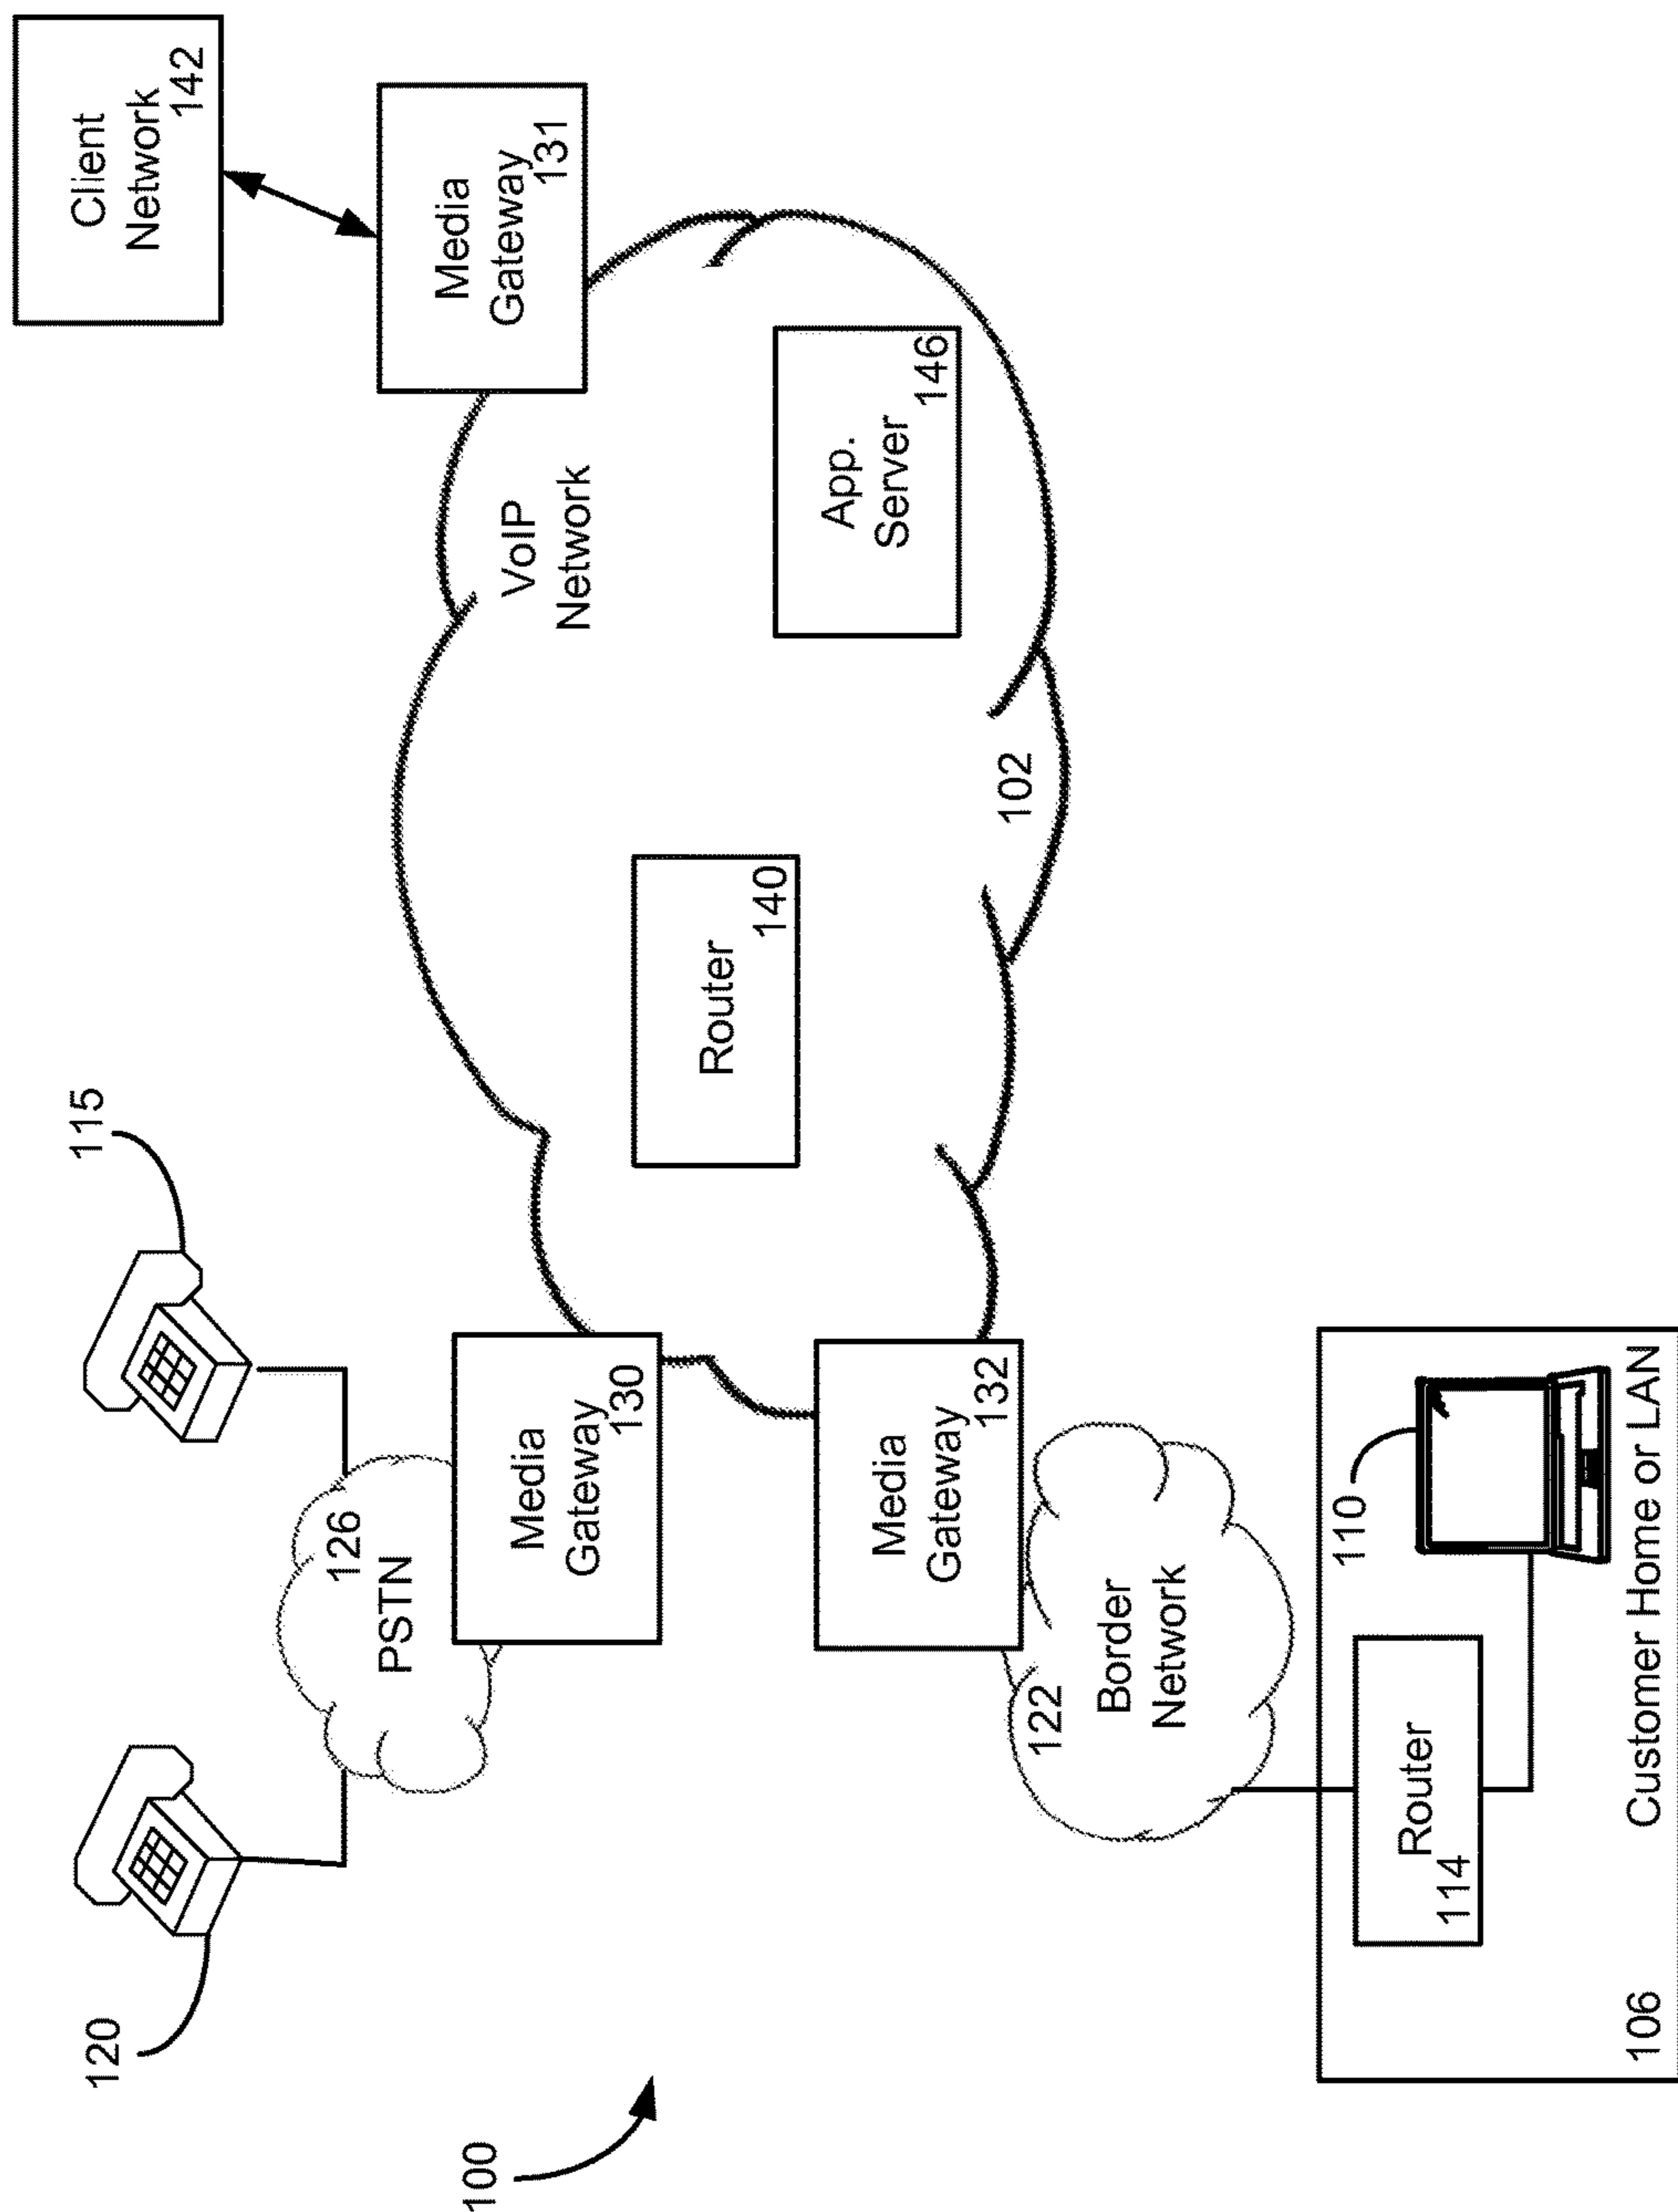 120
115
126
PSTN
Media
Gateway
130
Client
Network
142
Media
Gateway
131
VoIP
Network
Router
140
App.
Server
146
102
Media
Gateway
132
122
Border
Network
110
Router
114
106
Customer Home or LAN
100